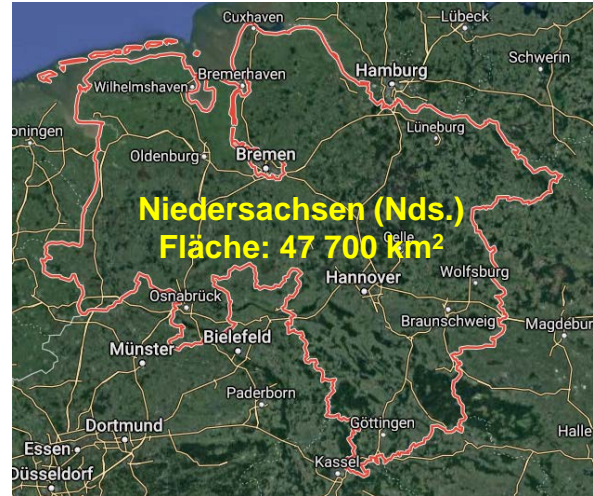 Cuxhaven
Lübeck
Schwerin
Hamburg
Bremerhaven
Wilhelmshaven
oningen
Lüneburg
Oldenburg
Bremen
Niedersachsen (Nds.)
Celle
Fläche: 47 700 km²
Hannover
Wolfsburg
Osnabrück
Braunschweig
Magdebur
Münster
Bielefeld
Paderborn
Dortmund
Göttingen
Halle
Essen
Kassel
Düsseldorf